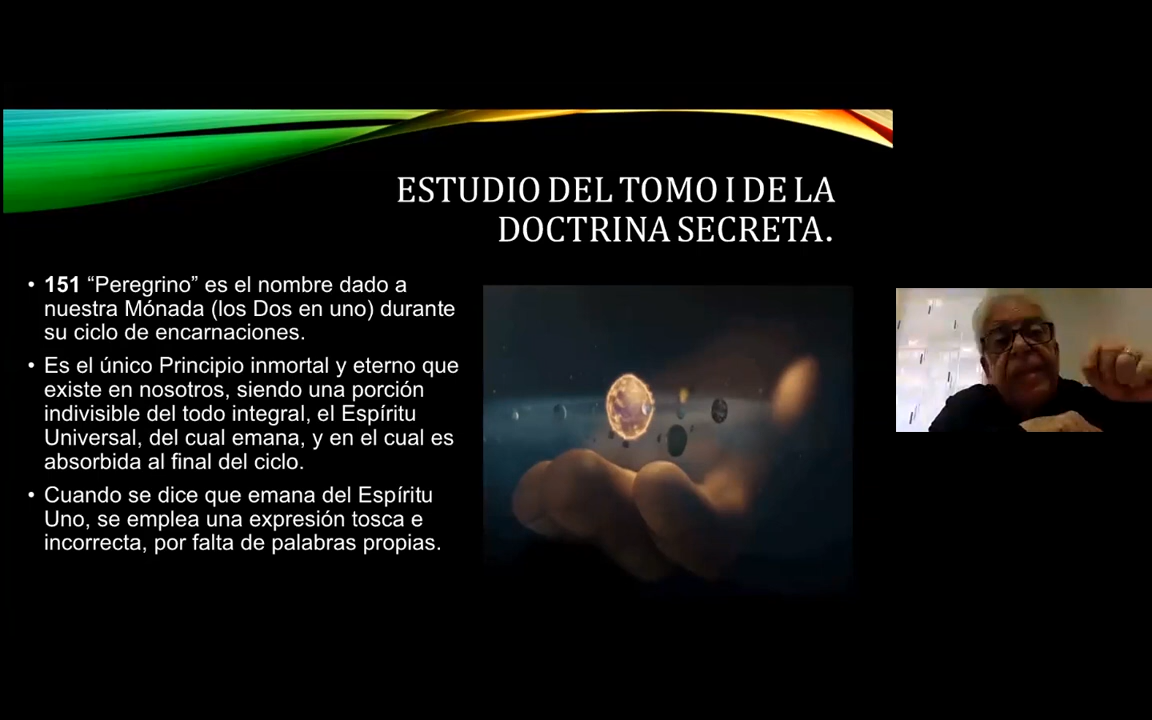 ESTUDIO DEL TOMO I DE LA
DOCTRINA SECRETA.
• 151 “Peregrino” es el nombre dado a
nuestra Mónada (los Dos en uno) durante
su ciclo de encarnaciones.
• Es el único Principio inmortal y eterno que
existe en nosotros, siendo una porción
indivisible del todo integral, el Espíritu
Universal, del cual emana, y en el cual es
absorbida al final del ciclo.
• Cuando se dice que emana del Espíritu
Uno, se emplea una expresión tosca e
incorrecta, por falta de palabras propias.